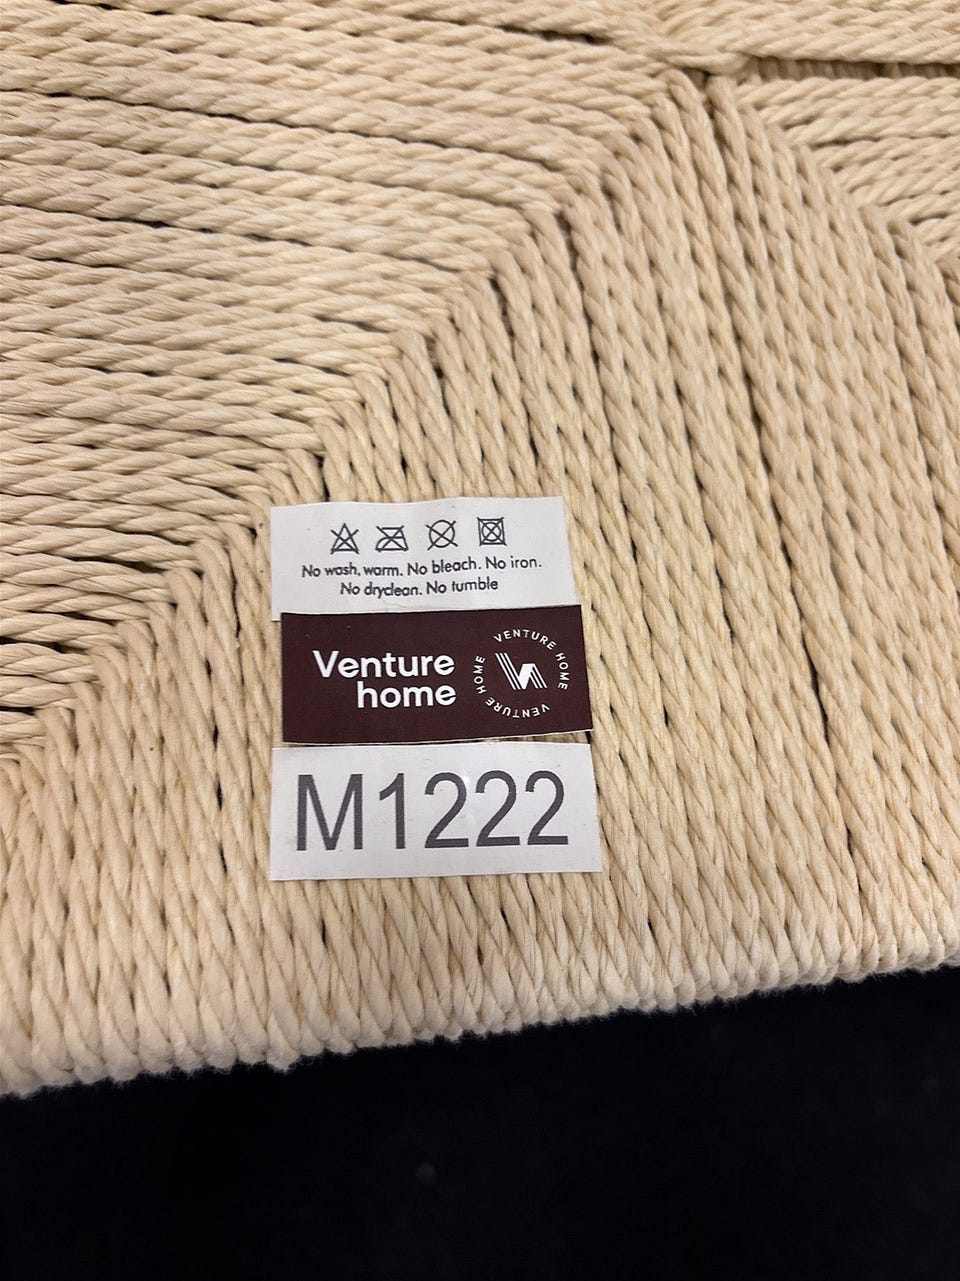 No wash, warm. No bleach. No iron.
No dryclean. No tumble
Venture
home
VENTURE HOME
VENTURE HOME
M1222